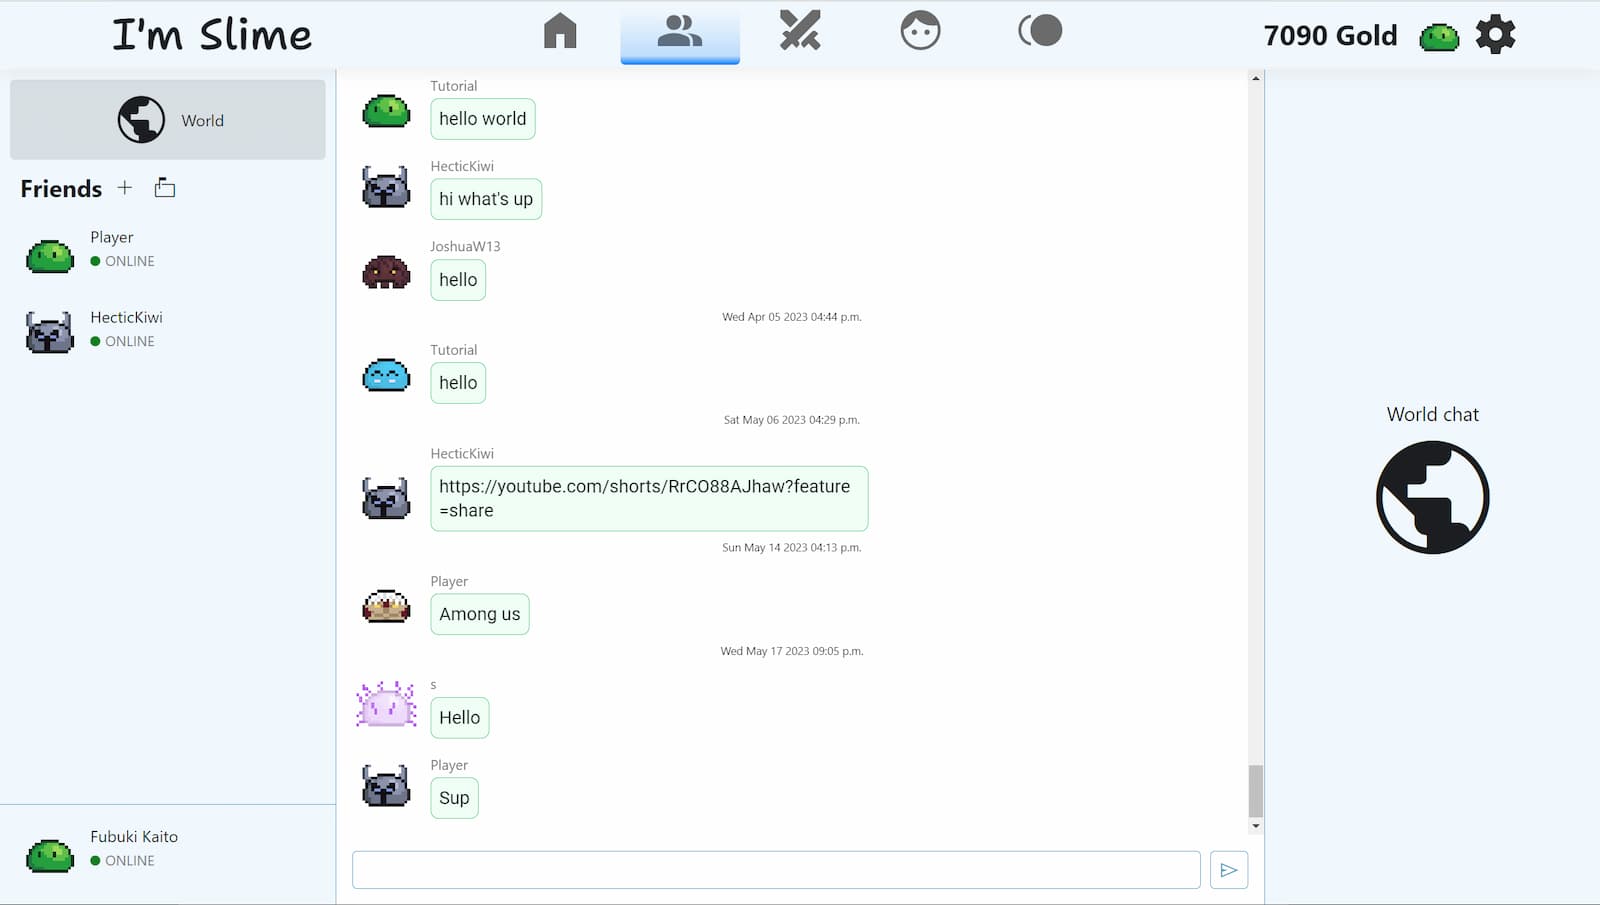 I'm Slime
7090 Gold
World
Friends
Player
ONLINE
HecticKiwi
ONLINE
Fubuki Kaito
ONLINE
Tutorial
hello world
HecticKiwi
hi what's up
JoshuaW13
hello
Wed Apr 05 2023 04:44 p.m.
Tutorial
hello
Sat May 06 2023 04:29 p.m.
HecticKiwi
https://youtube.com/shorts/RrCO88AJhaw?feature
=share
Sun May 14 2023 04:13 p.m.
Player
Among us
Wed May 17 2023 09:05 p.m.
s
Hello
Player
Sup
World chat